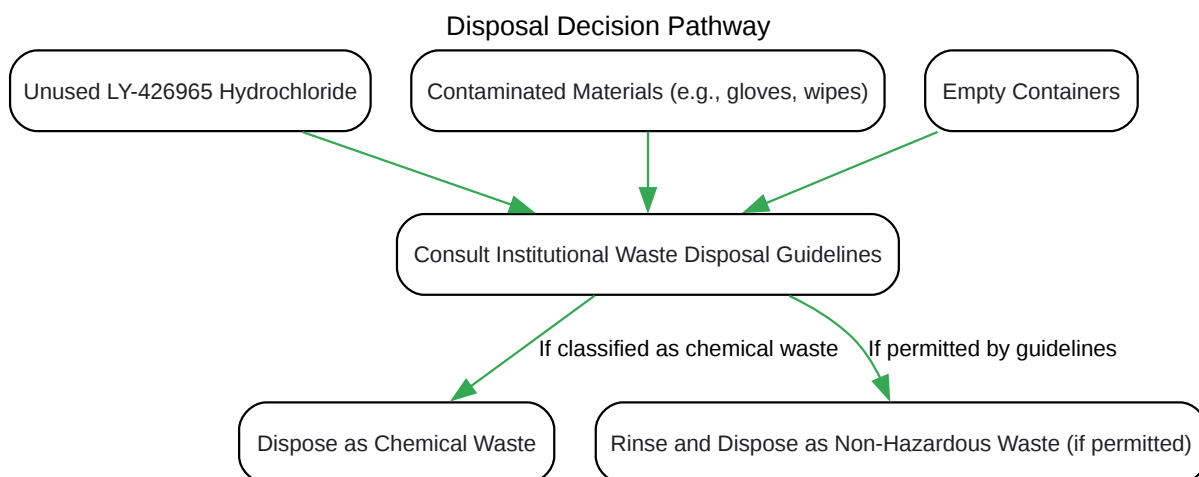 Disposal Decision Pathway
Unused LY-426965 Hydrochloride
Contaminated Materials (e.g., gloves, wipes)
Empty Containers
Consult Institutional Waste Disposal Guidelines
If classified as chemical waste
If permitted by guidelines
Dispose as Chemical Waste
Rinse and Dispose as Non-Hazardous Waste (if permitted)